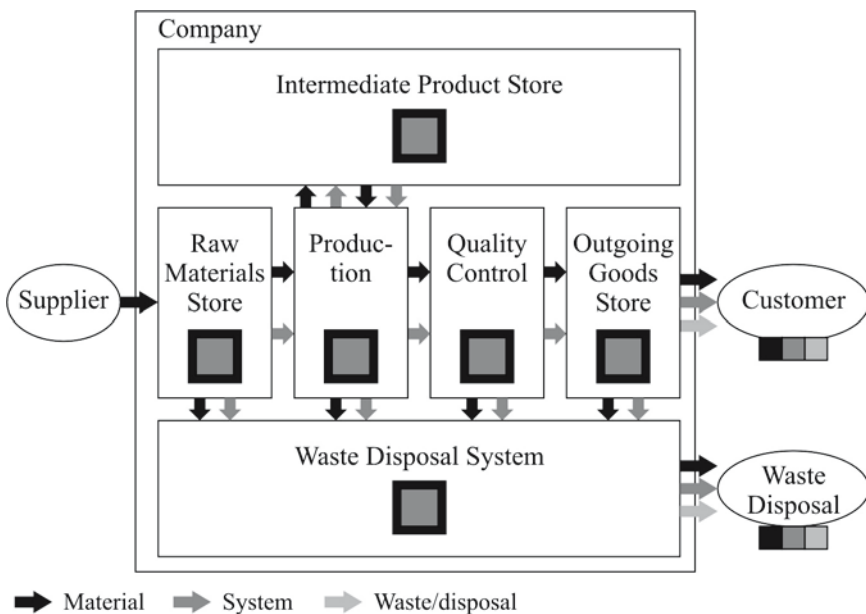 Company
Intermediate Product Store
Raw
Materials
Store
Produc-
tion
Quality
Control
Outgoing
Goods
Store
Supplier
Customer
Waste Disposal System
Waste
Disposal
Material
System
Waste/disposal